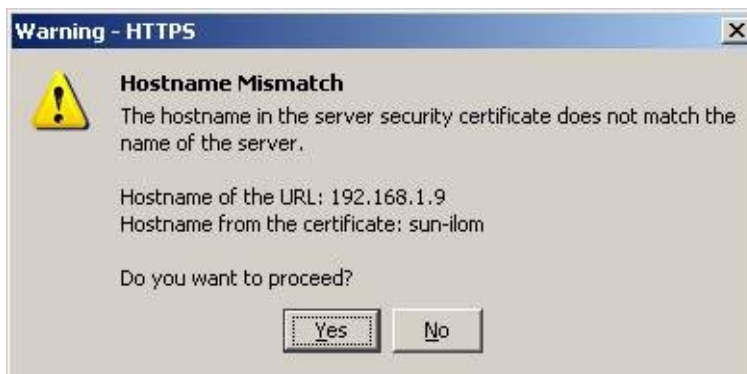 Warning - HTTPS
Hostname Mismatch
The hostname in the server security certificate does not match the
name of the server.
Hostname of the URL: 192.168.1.9
Hostname from the certificate: sun-ilom
Do you want to proceed?
Yes No